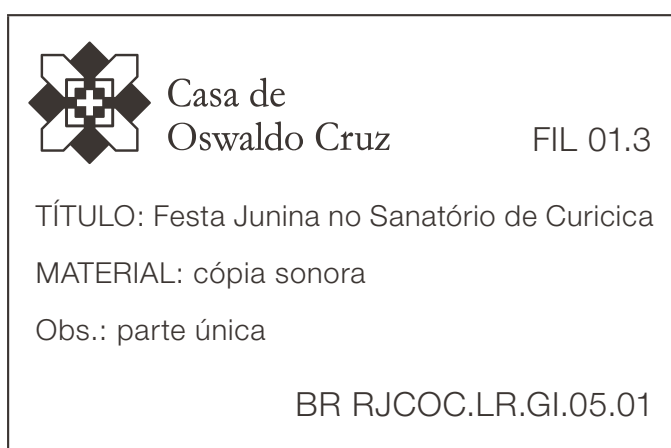 Casa de
Oswaldo Cruz
FIL 01.3
TÍTULO: Festa Junina no Sanatório de Curicica
MATERIAL: cópia sonora
Obs.: parte única
BR RJCOC.LR.GI.05.01